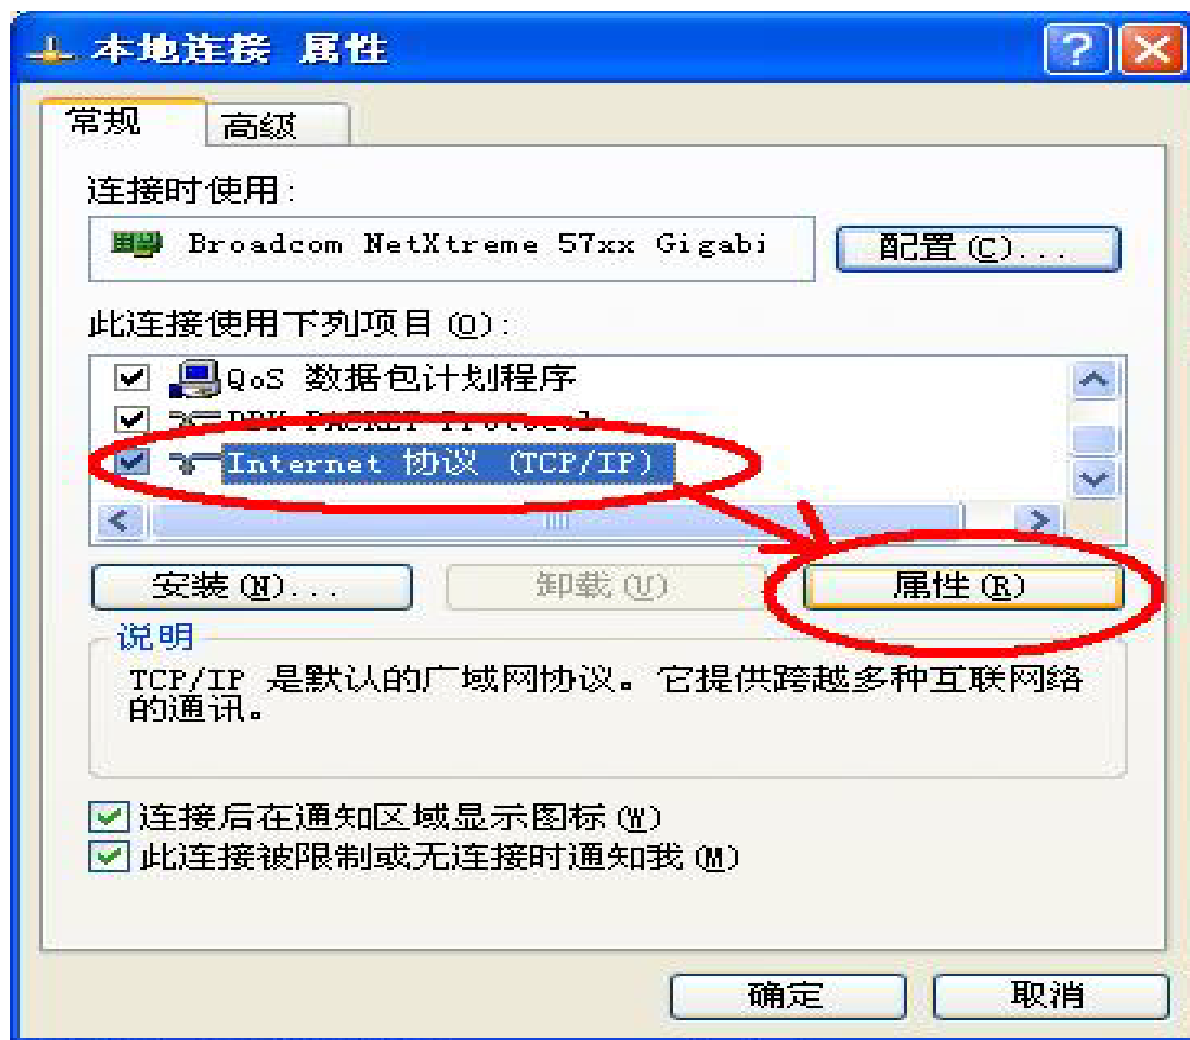 本地连接 属性
常规
高级
连接时使用:
Broadcom NetXtreme 57xx Gigabi
配置(C)...
此连接使用下列项目(O):
QoS 数据包计划程序
PACKET Protocol
Internet 协议 (TCP/IP)
安装(N)...
卸载(U)
属性(R)
说明
TCP/IP 是默认的广域网协议。它提供跨越多种互联网络
的通讯。
连接后在通知区域显示图标(W)
此连接被限制或无连接时通知我(M)
确定
取消